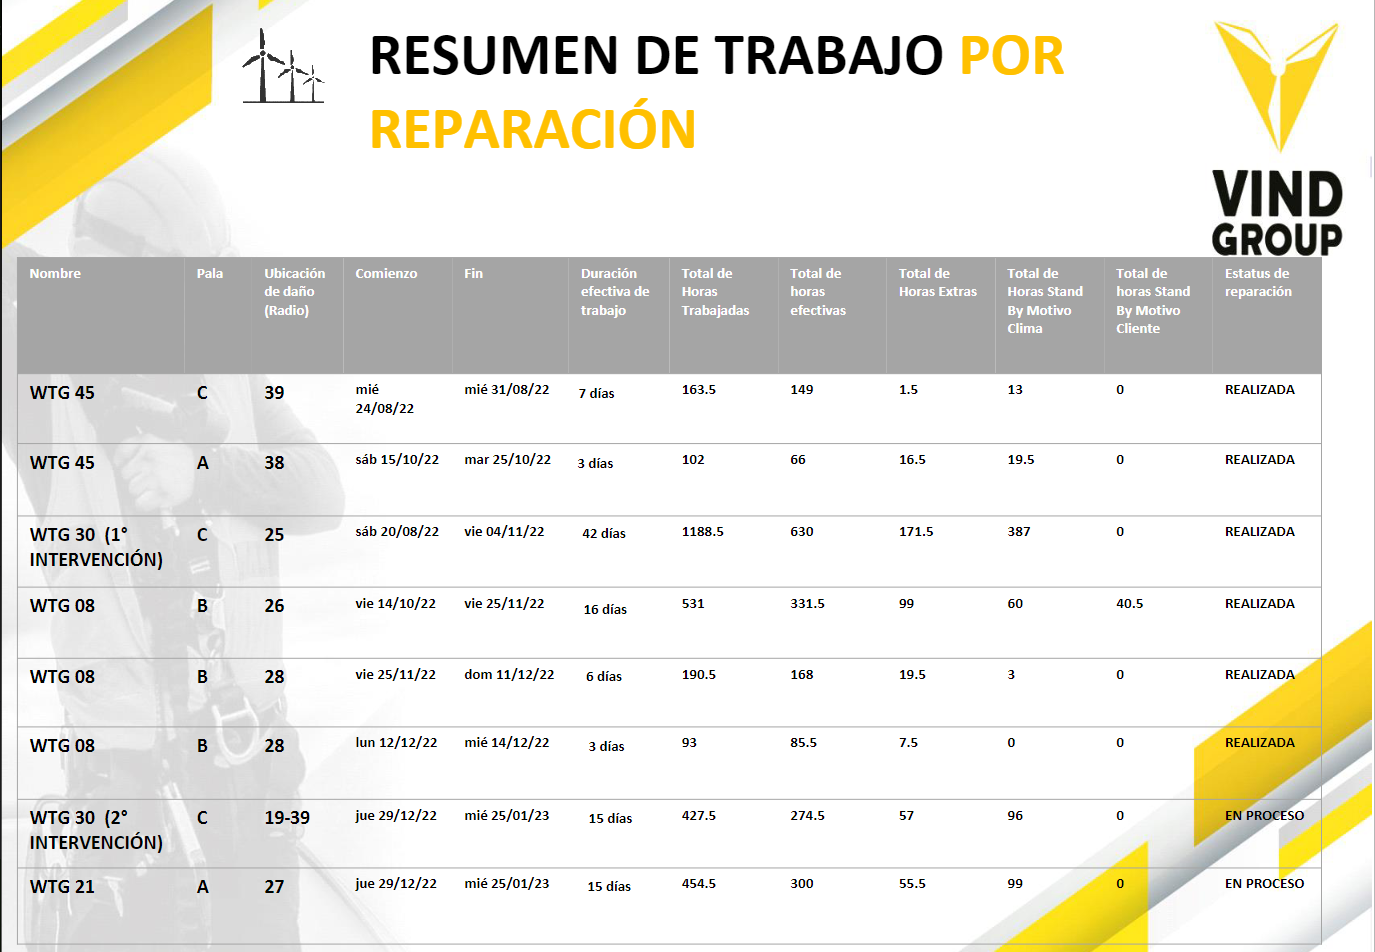 RESUMEN DE TRABAJO POR
REPARACIÓN
VIND
GROUP
Nombre Pala Ubicación de daño (Radio) Comienzo Fin Duración efectiva de trabajo Total de Horas Trabajadas Total de horas efectivas Total de Horas Extras Total de Horas Stand By Motivo Clima Total de horas Stand By Motivo Cliente Estatus de reparación
WTG 45 C 39 mié 24/08/22 mié 31/08/22 7 días 163.5 149 1.5 13 0 REALIZADA
WTG 45 A 38 sáb 15/10/22 mar 25/10/22 3 días 102 66 16.5 19.5 0 REALIZADA
WTG 30 (1° INTERVENCIÓN) C 25 sáb 20/08/22 vie 04/11/22 42 días 1188.5 630 171.5 387 0 REALIZADA
WTG 08 B 26 vie 14/10/22 vie 25/11/22 16 días 531 331.5 99 60 40.5 REALIZADA
WTG 08 B 28 vie 25/11/22 dom 11/12/22 6 días 190.5 168 19.5 3 0 REALIZADA
WTG 08 B 28 lun 12/12/22 mié 14/12/22 3 días 93 85.5 7.5 0 0 REALIZADA
WTG 30 (2° INTERVENCIÓN) C 19-39 jue 29/12/22 mié 25/01/23 15 días 427.5 274.5 57 96 0 EN PROCESO
WTG 21 A 27 jue 29/12/22 mié 25/01/23 15 días 454.5 300 55.5 99 0 EN PROCESO